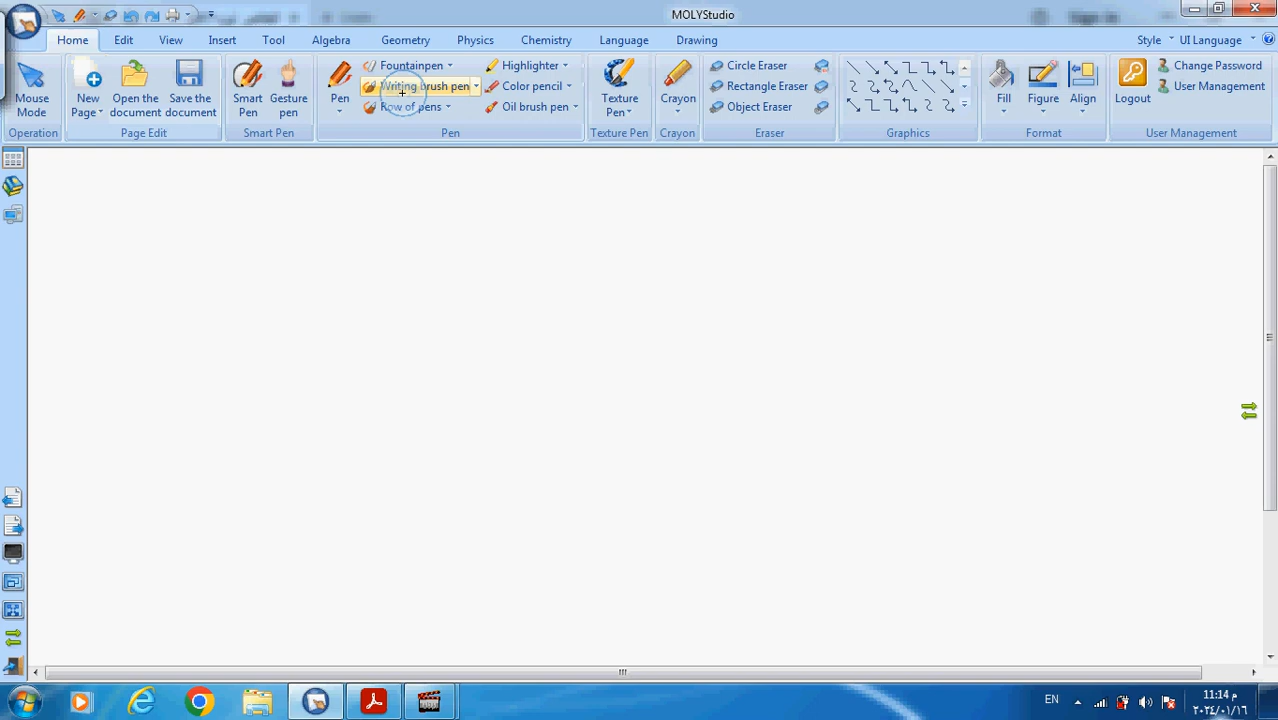 MOLYStudio
Home Edit View Insert Tool Algebra Geometry Physics Chemistry Language Drawing Style UI Language
Mouse Mode
Operation
New Page
Open the document
Save the document
Page Edit
Smart Pen
Gesture pen
Smart Pen
Pen
Fountainpen
Writing brush pen
Row of pens
Highlighter
Color pencil
Oil brush pen
Pen
Texture Pen
Texture Pen
Crayon
Crayon
Circle Eraser
Rectangle Eraser
Object Eraser
Eraser
Graphics
Fill
Figure
Align
Format
Logout
Change Password
User Management
User Management
EN
11:14 م
٢٠٢٤/٠١/١٦